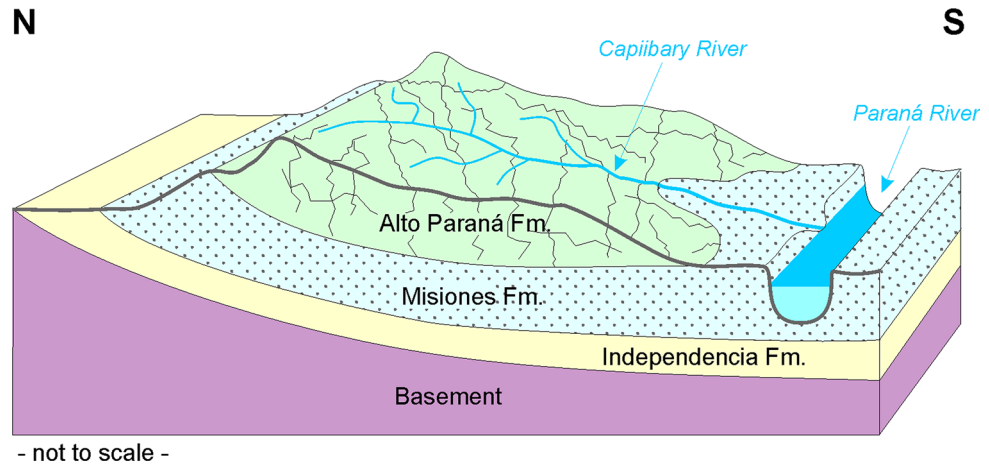 N
S
Capiibary River
Paraná River
Alto Paraná Fm.
Misiones Fm.
Independencia Fm.
Basement
- not to scale -